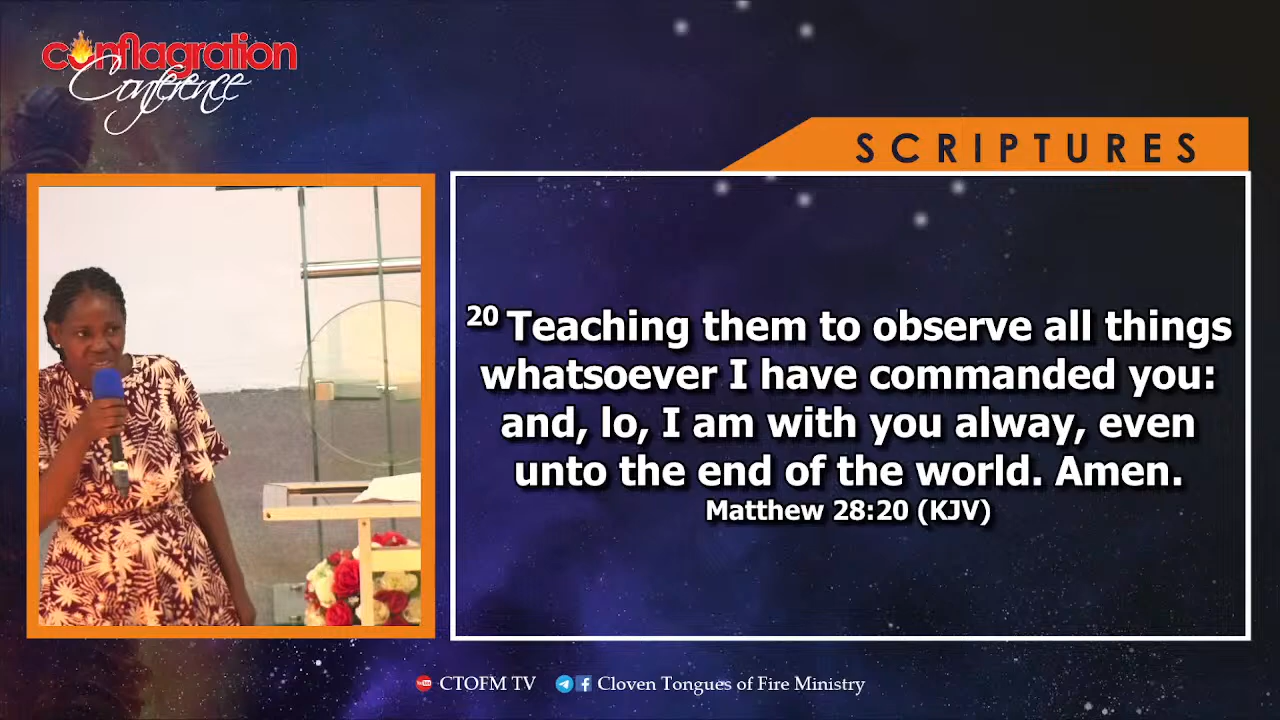 conflagration
Conference
SCRIPTURES
20 Teaching them to observe all things
whatsoever I have commanded you:
and, lo, I am with you alway, even
unto the end of the world. Amen.
Matthew 28:20 (KJV)
CTOFM TV Cloven Tongues of Fire Ministry